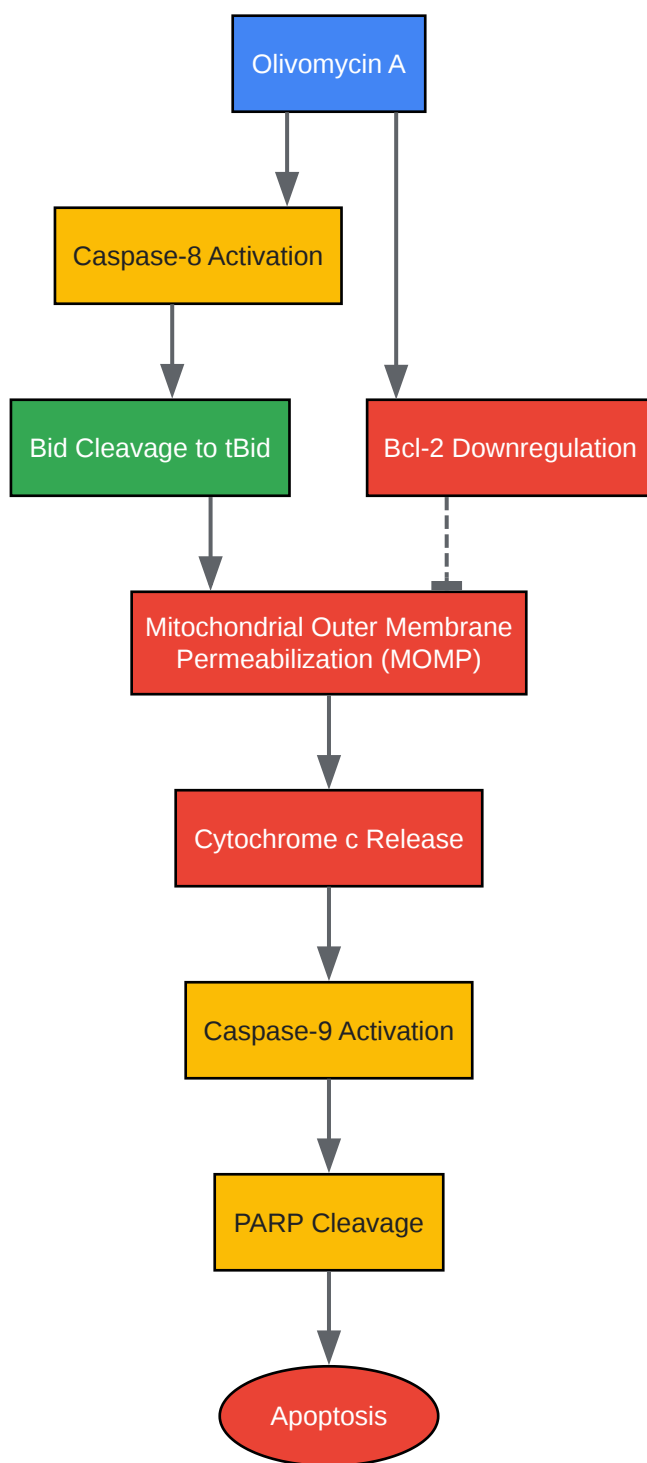 Olivomycin A
Caspase-8 Activation
Bid Cleavage to tBid
Bcl-2 Downregulation
Mitochondrial Outer Membrane
Permeabilization (MOMP)
Cytochrome c Release
Caspase-9 Activation
PARP Cleavage
Apoptosis